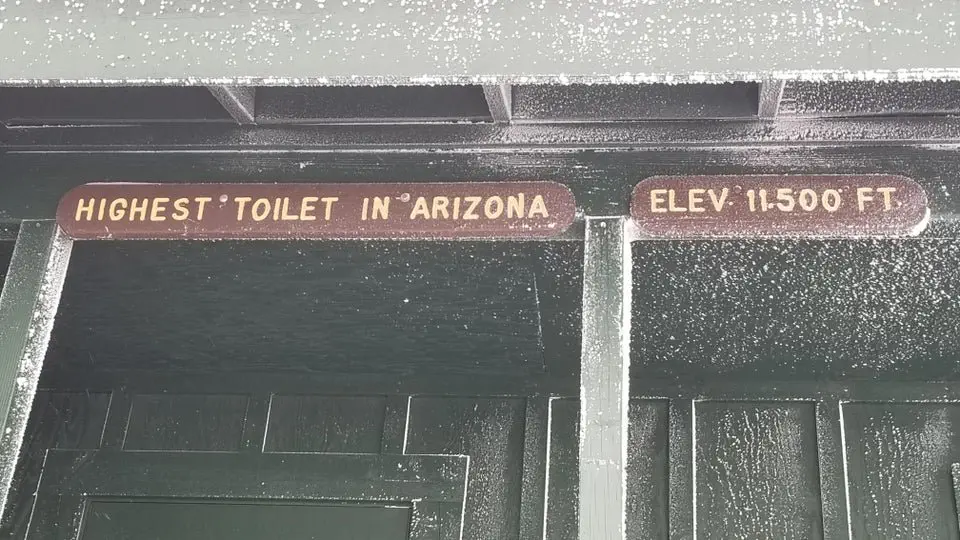 HIGHEST TOILET IN ARIZONA
ELEV. 11.500 FT.